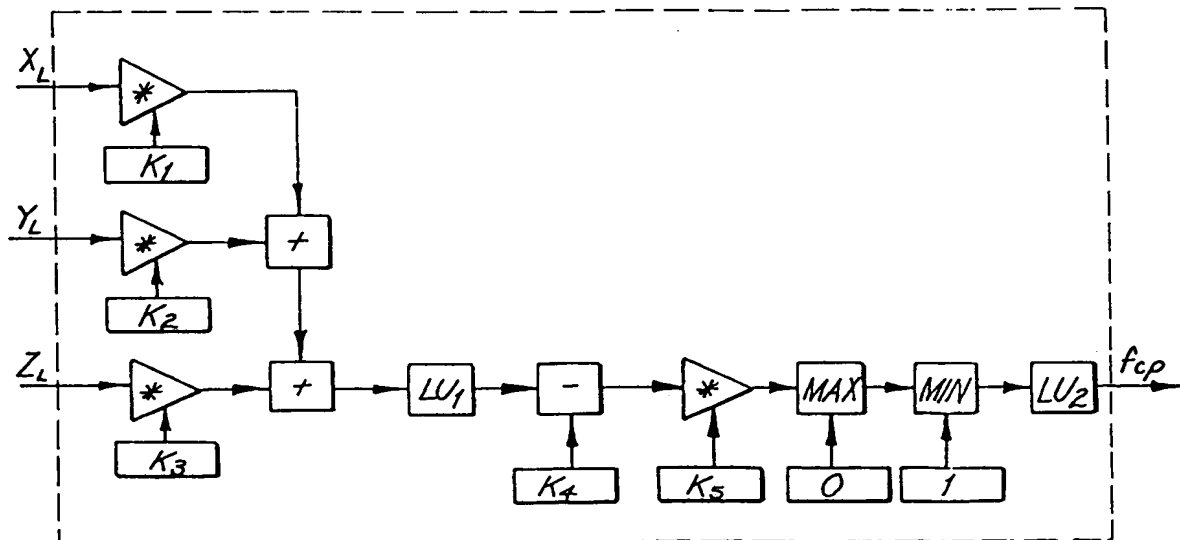 X_L
*
K_1
Y_L
*
+
K_2
Z_L
*
+
LU_1
-
*
MAX
MIN
LU_2
f_cp
K_3
K_4
K_5
0
1